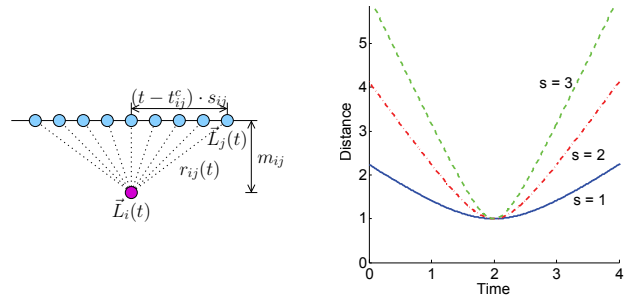 (t − t^c_{ij}) · s_{ij}
\vec{L}_j(t)
r_{ij}(t)
m_{ij}
\vec{L}_i(t)
Distance
5
4
3
2
1
0
s = 3
s = 2
s = 1
0 1 2 3 4
Time